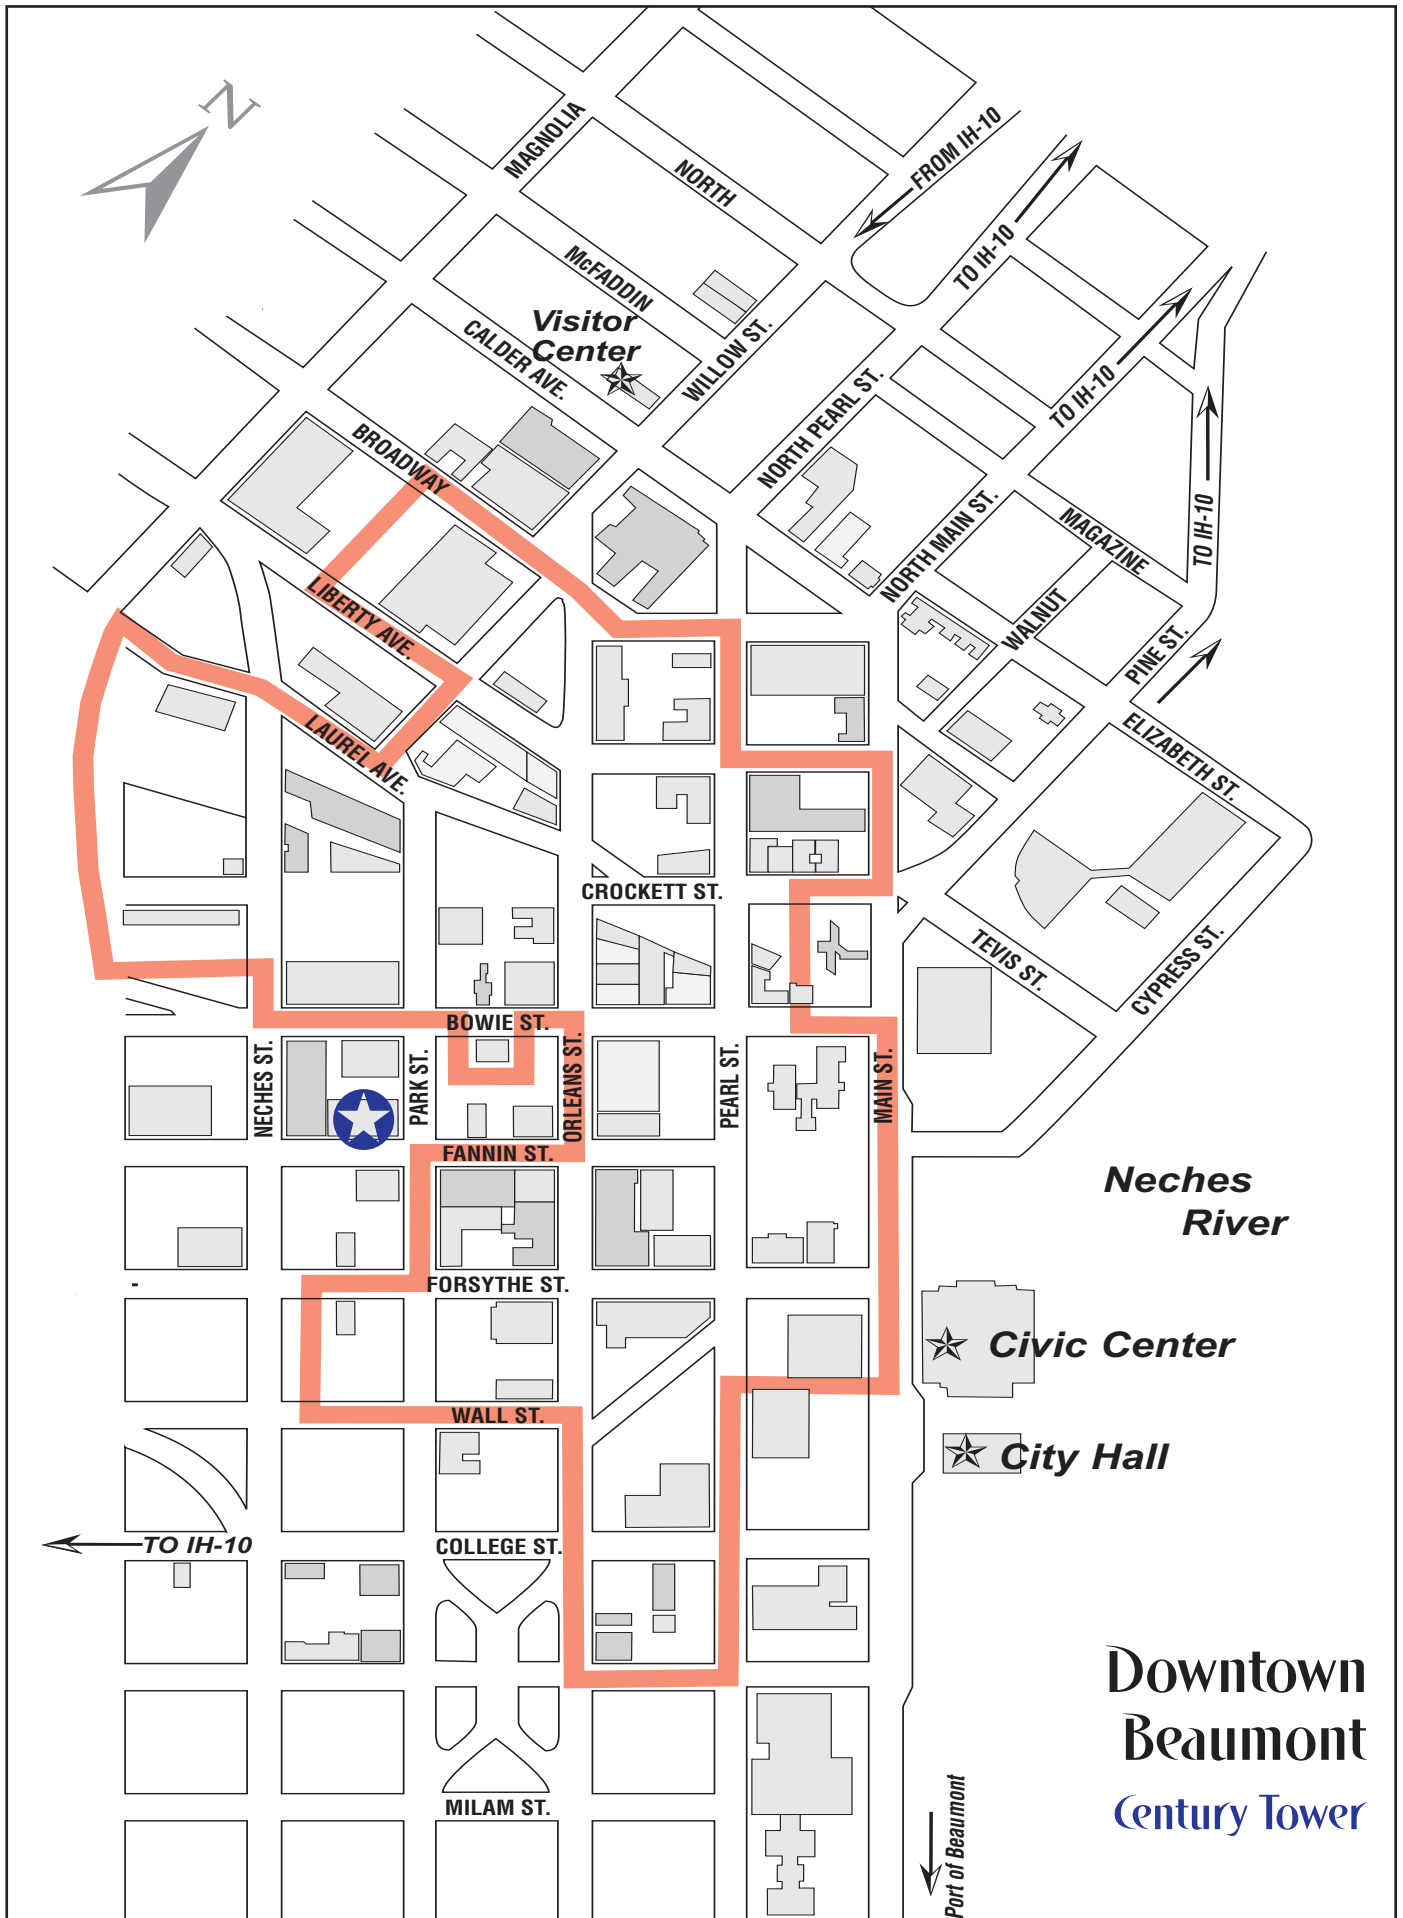 N
MAGNOLIA
NORTH
FROM IH-10
McFADDIN
TO IH-10
Visitor
Center
CALDER AVE.
WILLOW ST.
TO IH-10
NORTH PEARL ST.
BROADWAY
NORTH MAIN ST.
MAGAZINE
TO IH-10
LIBERTY AVE.
WALNUT
PINE ST.
LAUREL AVE.
ELIZABETH ST.
CROCKETT ST.
TEVIS ST.
CYPRESS ST.
BOWIE ST.
NECHES ST.
PARK ST.
ORLEANS ST.
PEARL ST.
MAIN ST.
FANNIN ST.
Neches
River
FORSYTHE ST.
Civic Center
WALL ST.
City Hall
TO IH-10
COLLEGE ST.
Downtown
Beaumont
Century Tower
MILAM ST.
Port of Beaumont